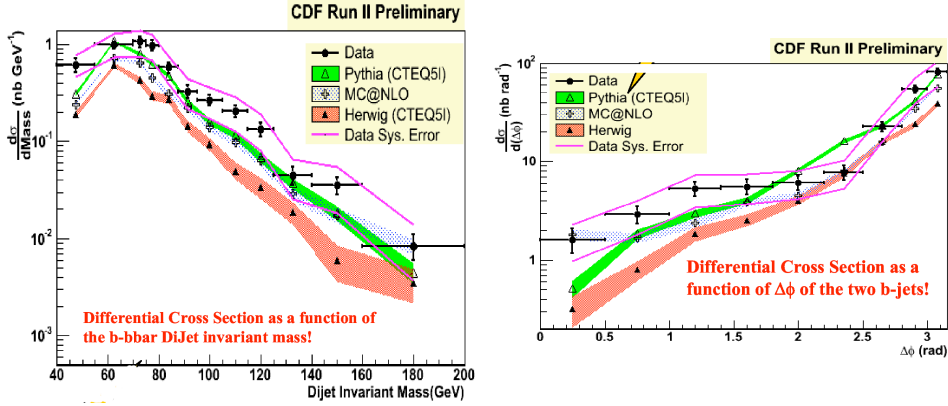 CDF Run II Preliminary
dσ
dMass (nb GeV⁻¹)
1
10⁻¹
10⁻²
10⁻³
Data
Pythia (CTEQ5l)
MC@NLO
Herwig (CTEQ5l)
Data Sys. Error
Differential Cross Section as a function of
the b-bbar DiJet invariant mass!
40 60 80 100 120 140 160 180 200
Dijet Invariant Mass(GeV)
CDF Run II Preliminary
dσ
d(Δϕ) (nb rad⁻¹)
10²
10
1
Data
Pythia (CTEQ5l)
MC@NLO
Herwig
Data Sys. Error
Differential Cross Section as a
function of Δϕ of the two b-jets!
0 0.5 1 1.5 2 2.5 3
Δϕ (rad)